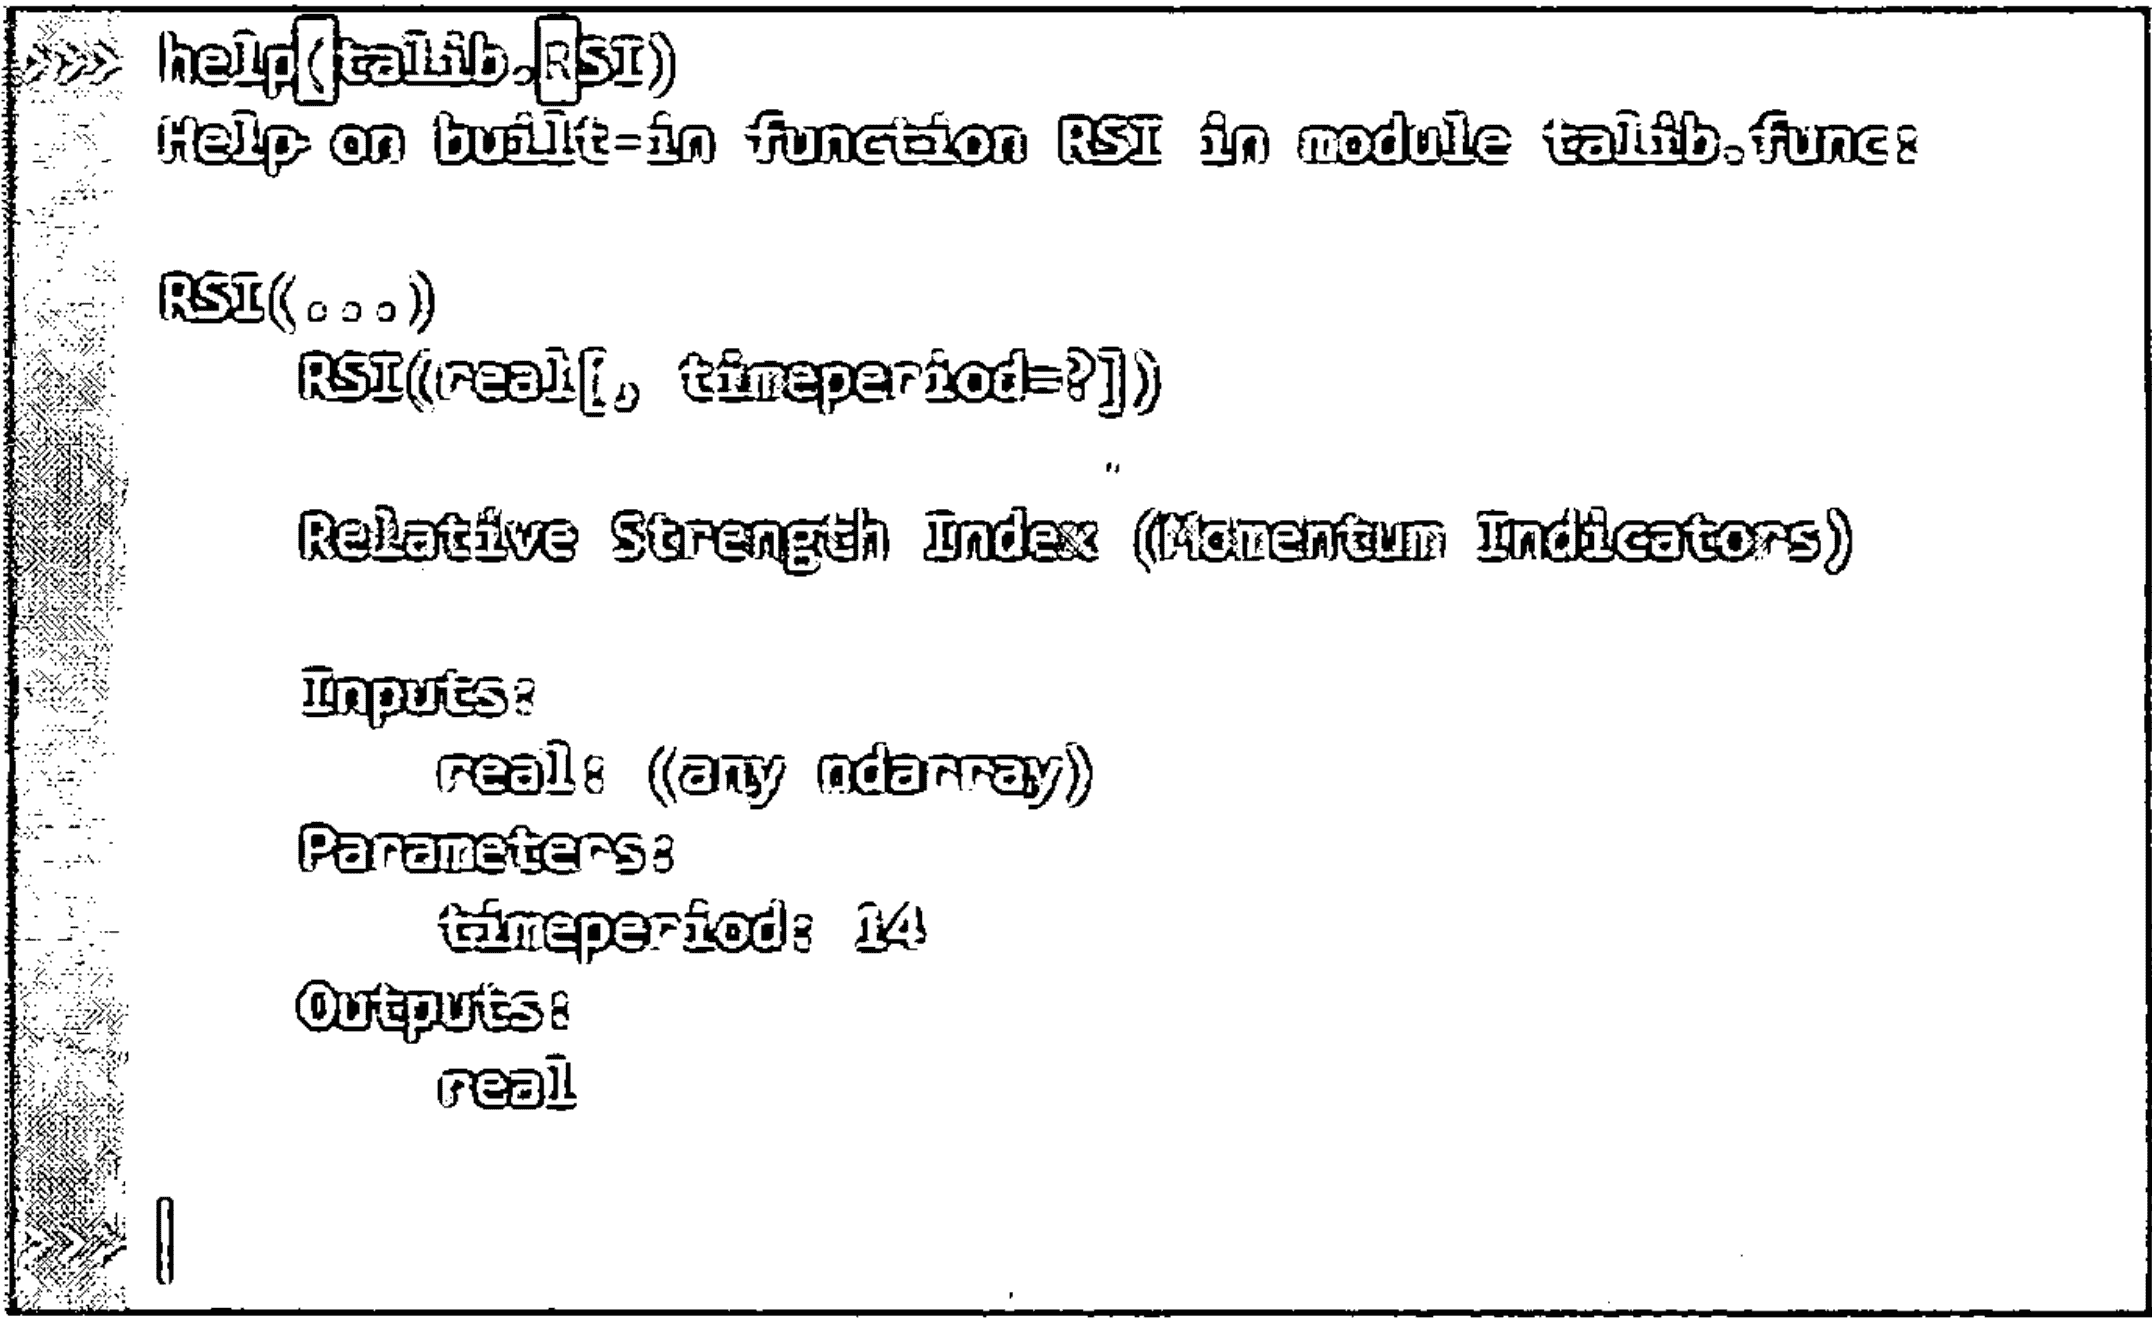 >>> help(talib.RSI)
Help on built-in function RSI in module talib.func:
RSI(...)
RSI(real[, timeperiod=?])
Relative Strength Index (Momentum Indicators)
Inputs:
real: (any ndarray)
Parameters:
timeperiod: 14
Outputs:
real
>>>